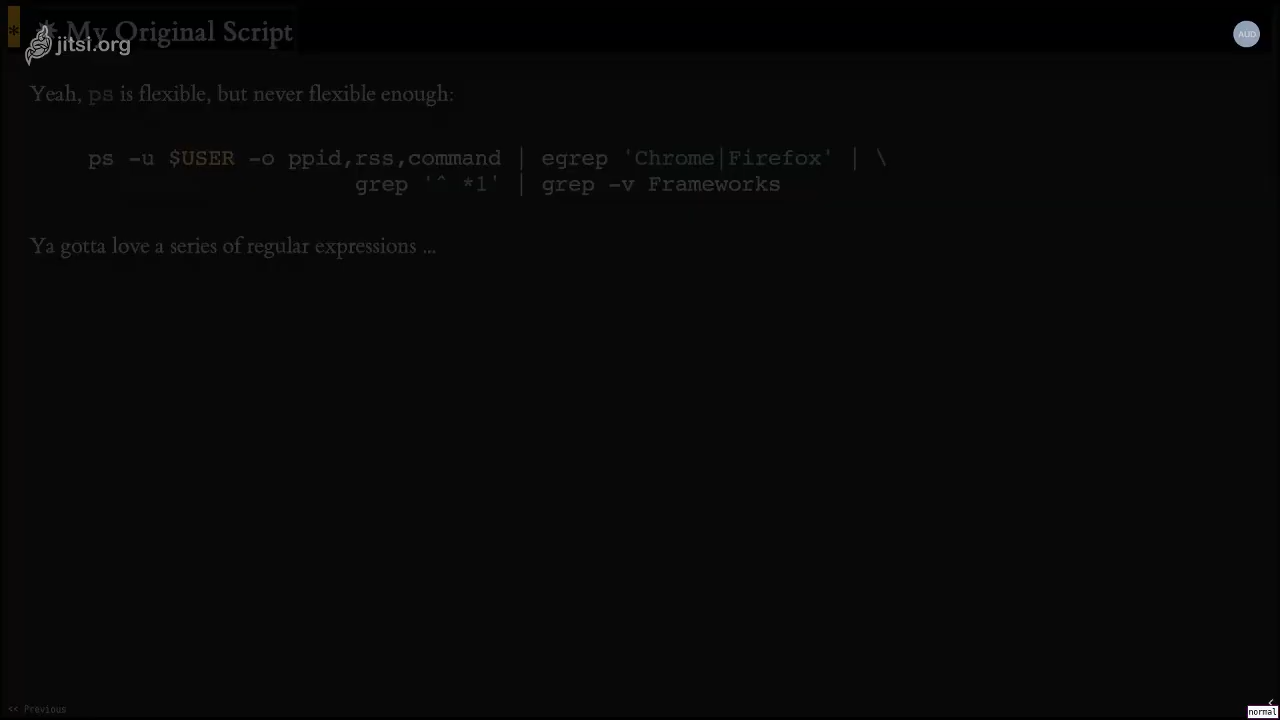 * ✷ My Original Script
jitsi.org
AUD
Yeah, ps is flexible, but never flexible enough:
ps -u $USER -o ppid,rss,command | egrep 'Chrome|Firefox' | \
grep '^ *1' | grep -v Frameworks
Ya gotta love a series of regular expressions ...
<< Previous
normal